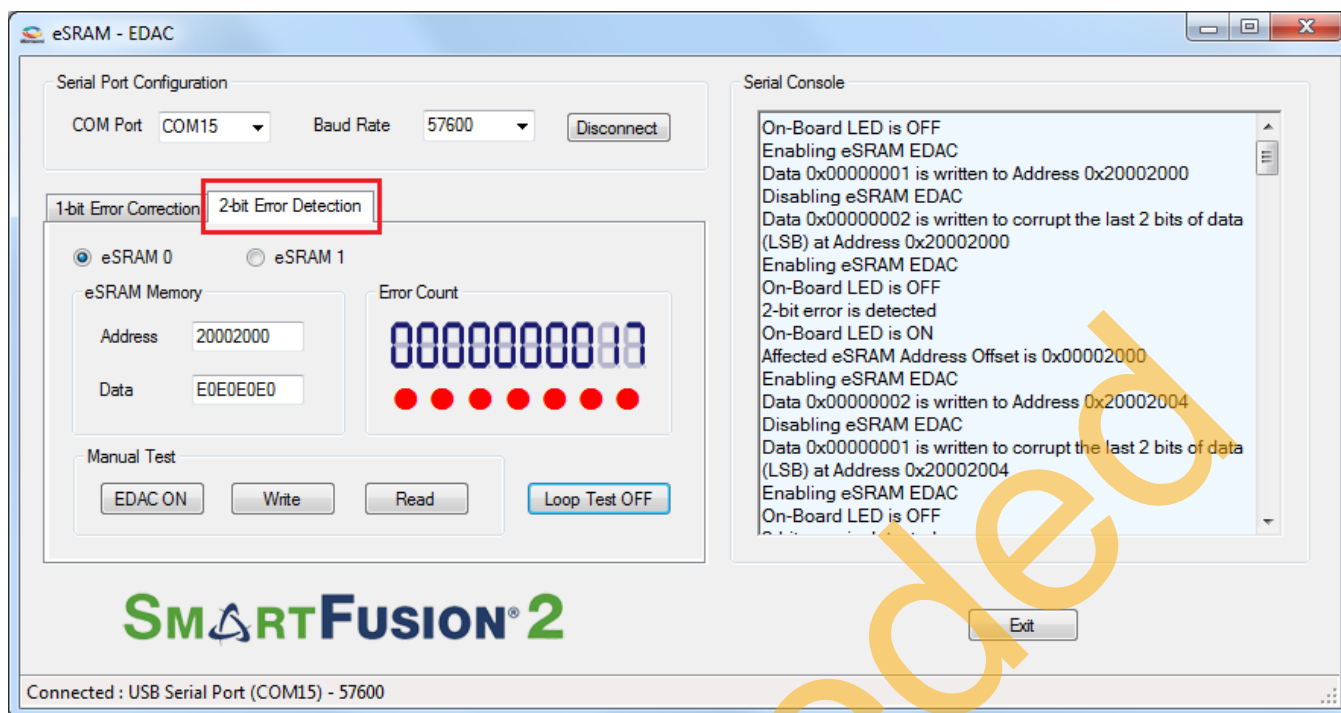 eSRAM - EDAC
Serial Port Configuration
COM Port COM15 Baud Rate 57600 Disconnect
1-bit Error Correction 2-bit Error Detection
eSRAM 0 eSRAM 1
eSRAM Memory
Address 20002000
Data E0E0E0E0
Error Count
00000000017
Manual Test
EDAC ON Write Read Loop Test OFF
Serial Console
On-Board LED is OFF
Enabling eSRAM EDAC
Data 0x00000001 is written to Address 0x20002000
Disabling eSRAM EDAC
Data 0x00000002 is written to corrupt the last 2 bits of data
(LSB) at Address 0x20002000
Enabling eSRAM EDAC
On-Board LED is OFF
2-bit error is detected
On-Board LED is ON
Affected eSRAM Address Offset is 0x00002000
Enabling eSRAM EDAC
Data 0x00000002 is written to Address 0x20002004
Disabling eSRAM EDAC
Data 0x00000001 is written to corrupt the last 2 bits of data
(LSB) at Address 0x20002004
Enabling eSRAM EDAC
On-Board LED is OFF
SMARTFUSION® 2
Exit
Connected : USB Serial Port (COM15) - 57600
ded